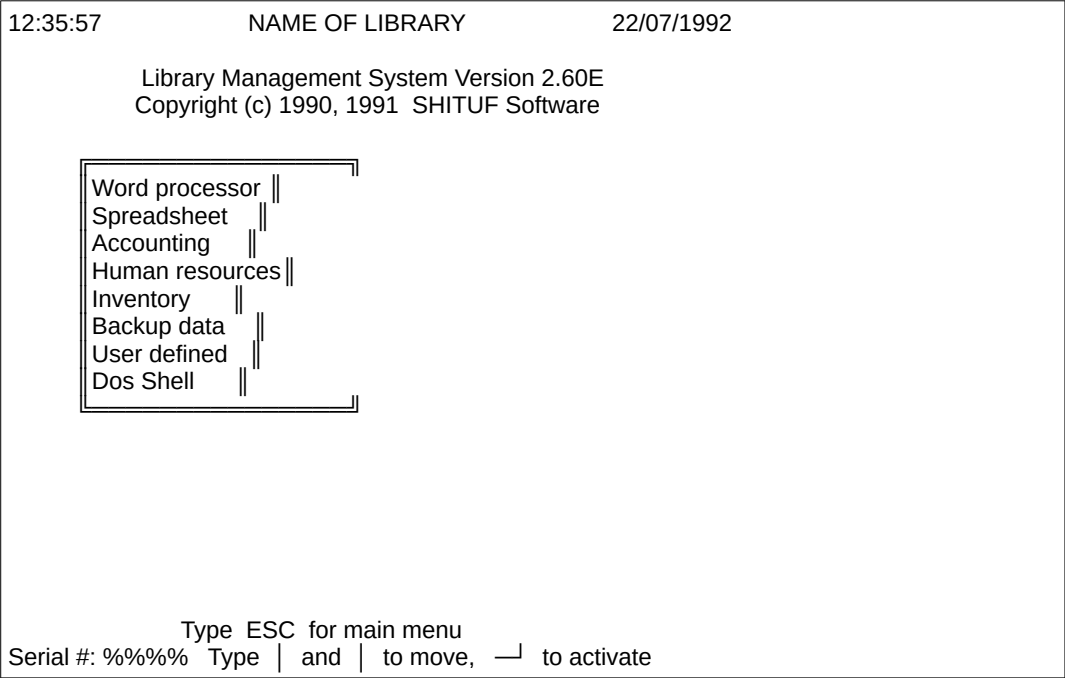 12:35:57 NAME OF LIBRARY 22/07/1992
Library Management System Version 2.60E
Copyright (c) 1990, 1991 SHITUF Software
Word processor
Spreadsheet
Accounting
Human resources
Inventory
Backup data
User defined
Dos Shell
Type ESC for main menu
Serial #: %%%% Type │ and │ to move, ─┘ to activate